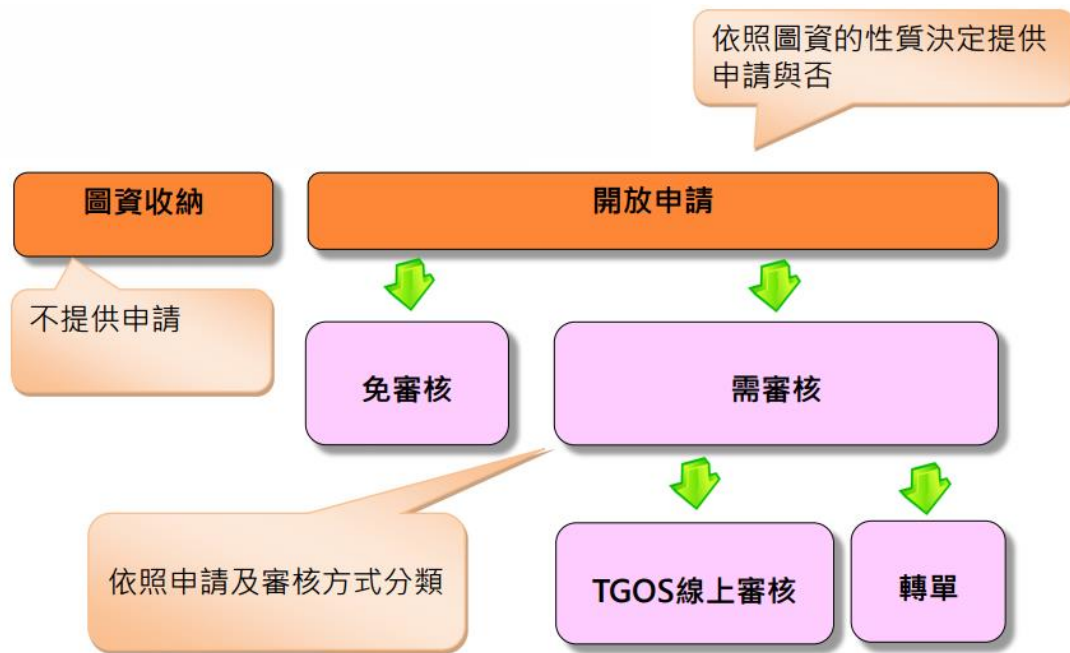 依照圖資的性質決定提供
申請與否
圖資收納
開放申請
不提供申請
免審核
需審核
依照申請及審核方式分類
TGOS線上審核
轉單